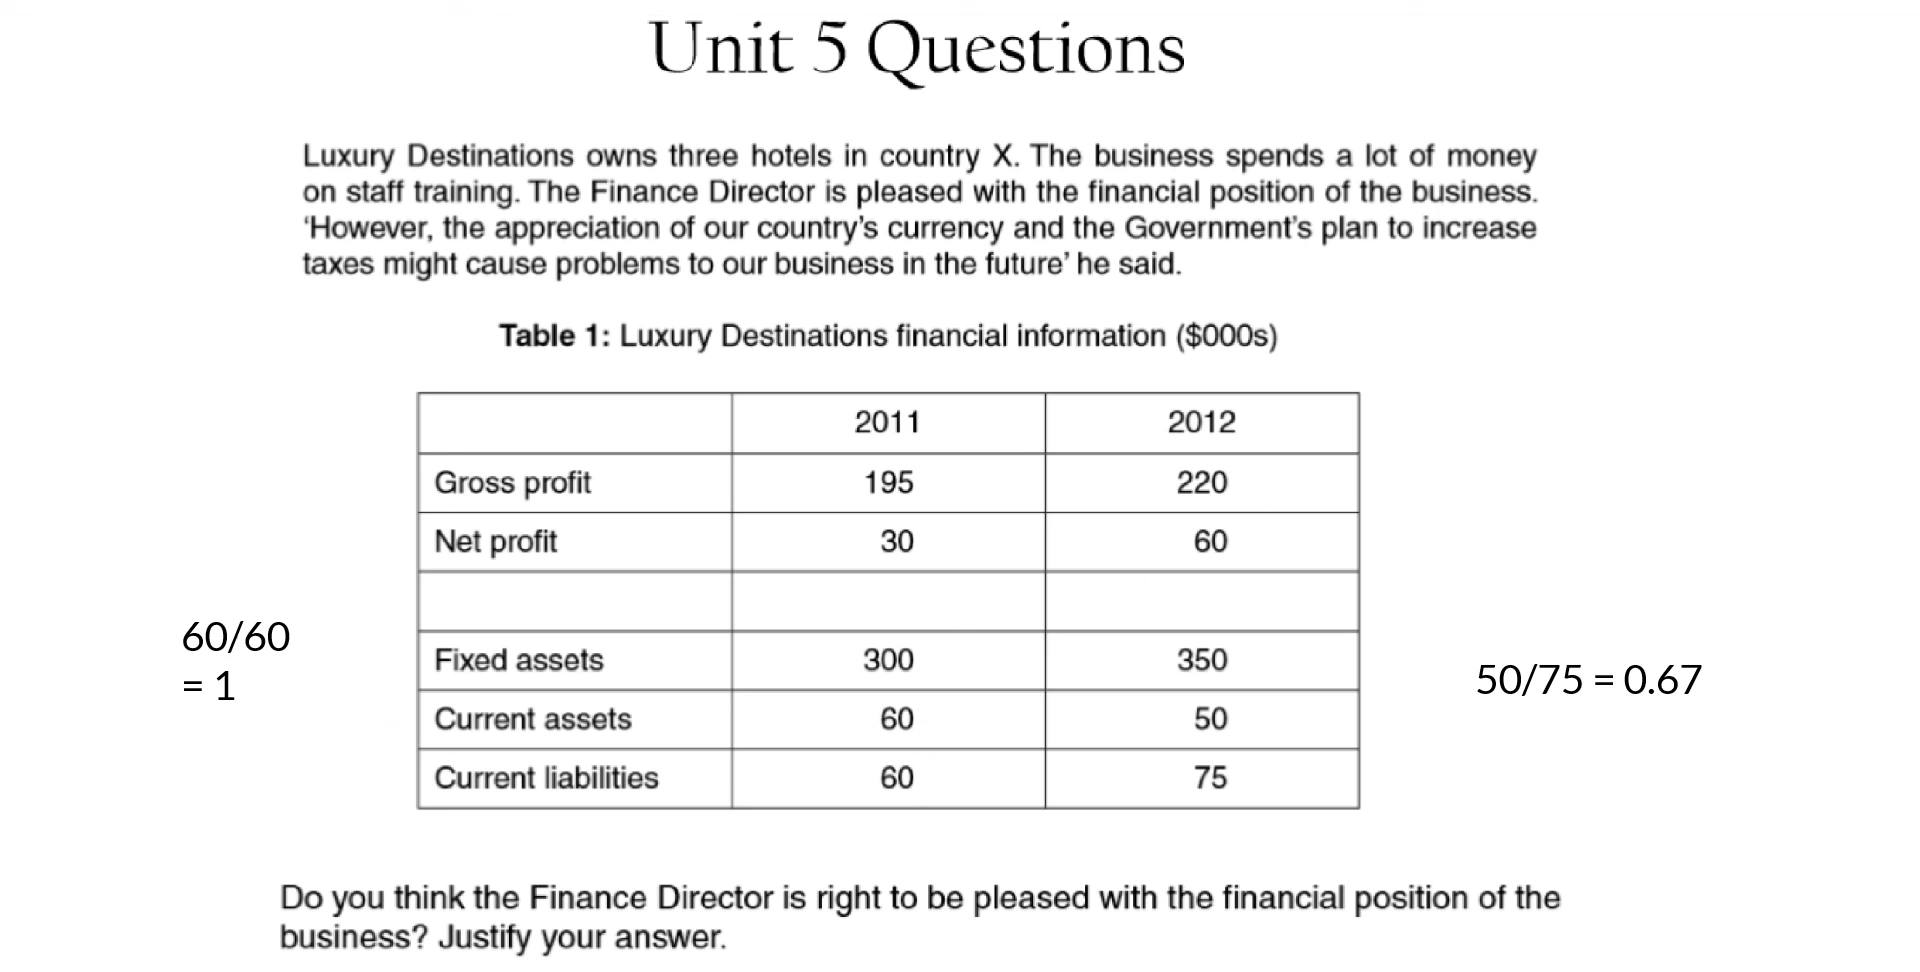 Unit 5 Questions
Luxury Destinations owns three hotels in country X. The business spends a lot of money
on staff training. The Finance Director is pleased with the financial position of the business.
‘However, the appreciation of our country’s currency and the Government’s plan to increase
taxes might cause problems to our business in the future’ he said.
Table 1: Luxury Destinations financial information ($000s)
2011 2012
Gross profit 195 220
Net profit 30 60
60/60
= 1
Fixed assets 300 350
50/75 = 0.67
Current assets 60 50
Current liabilities 60 75
Do you think the Finance Director is right to be pleased with the financial position of the
business? Justify your answer.